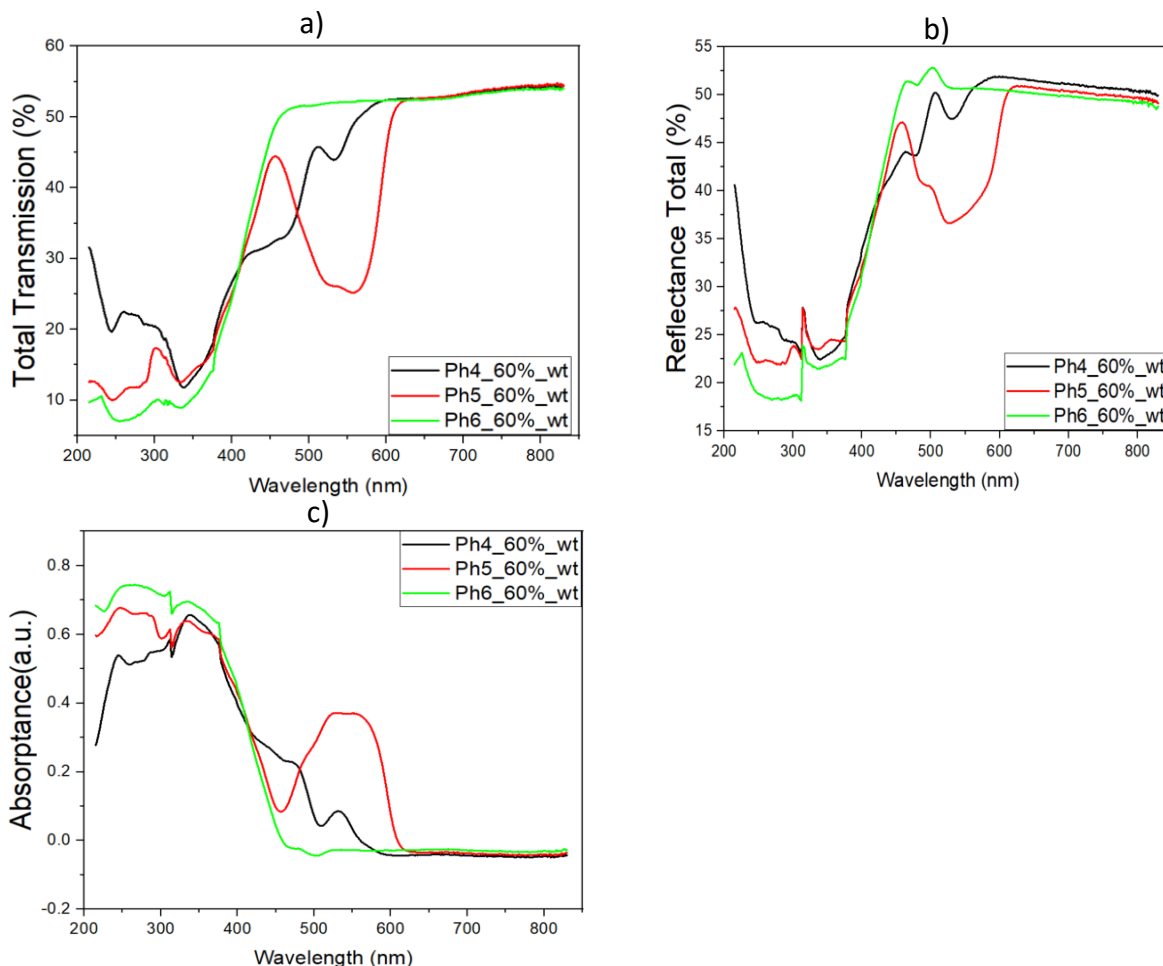 a)
Total Transmission (%)
60
50
40
30
20
10
200 300 400 500 600 700 800
Wavelength (nm)
Ph4_60%_wt
Ph5_60%_wt
Ph6_60%_wt
b)
Reflectance Total (%)
55
50
45
40
35
30
25
20
15
200 300 400 500 600 700 800
Wavelength (nm)
Ph4_60%_wt
Ph5_60%_wt
Ph6_60%_wt
c)
Absorptance(a.u.)
0.8
0.6
0.4
0.2
0.0
-0.2
200 300 400 500 600 700 800
Wavelength (nm)
Ph4_60%_wt
Ph5_60%_wt
Ph6_60%_wt